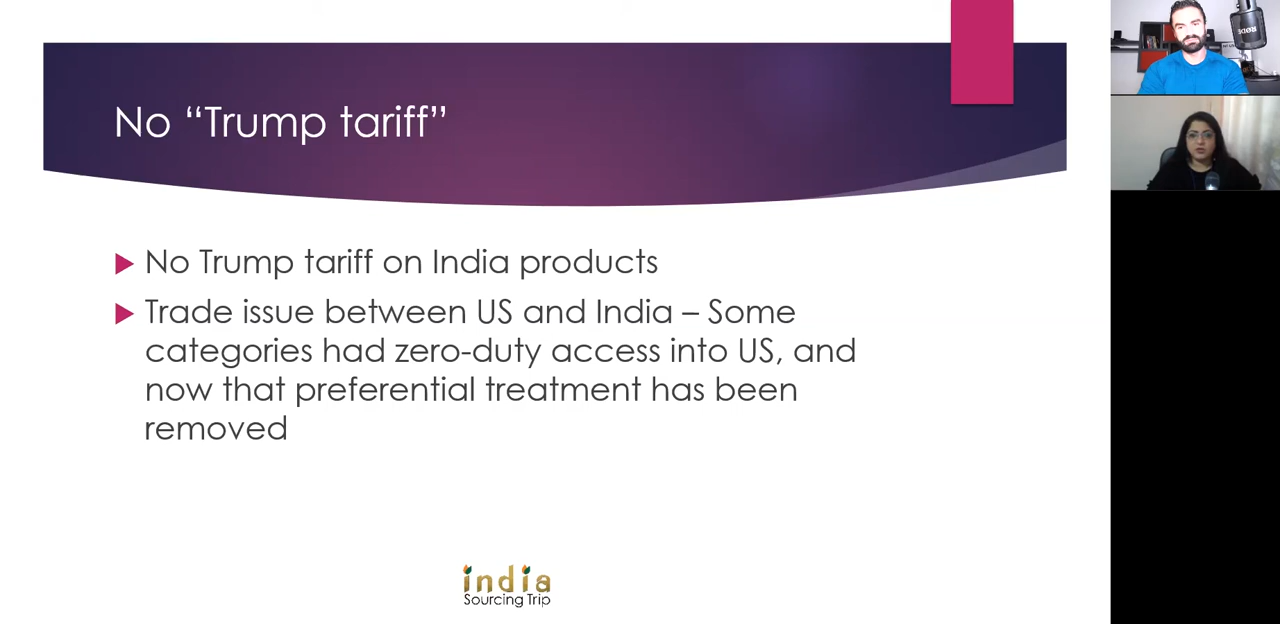 No “Trump tariff”
No Trump tariff on India products
Trade issue between US and India – Some
categories had zero-duty access into US, and
now that preferential treatment has been
removed
india
Sourcing Trip
RØDE